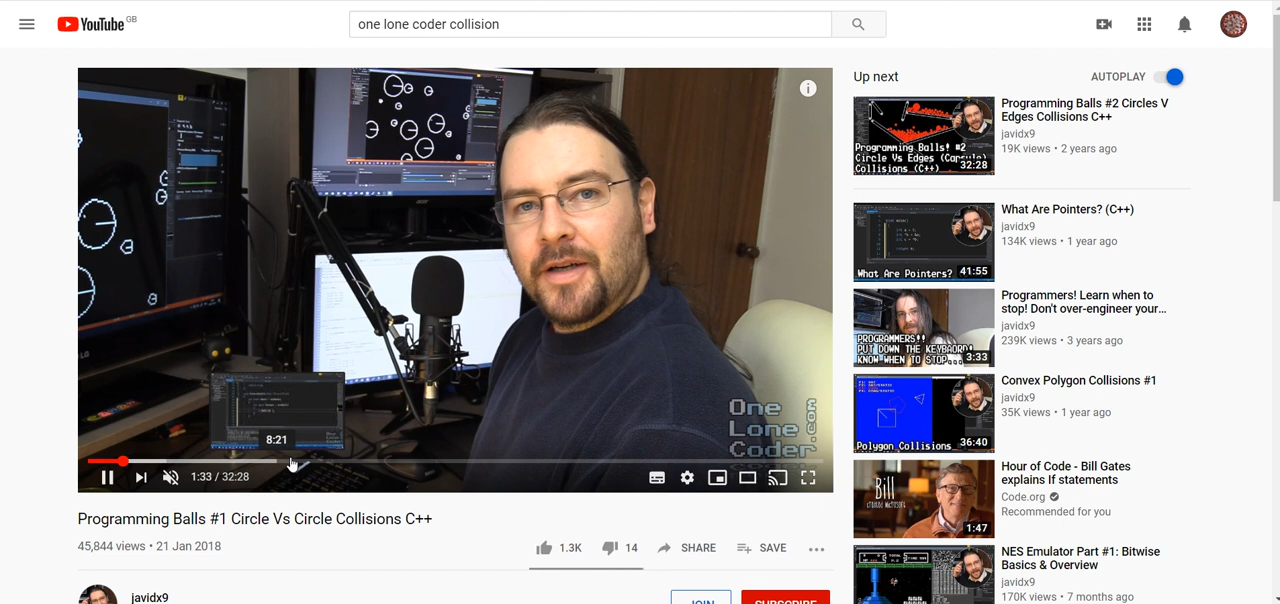 YouTube GB
one lone coder collision
i
One
Lone
Coder.com
8:21
1:33 / 32:28
Programming Balls #1 Circle Vs Circle Collisions C++
45,844 views • 21 Jan 2018
1.3K
14
SHARE
SAVE
javidx9
JOIN
SUBSCRIBE
Up next
AUTOPLAY
Programming Balls! #2
Circle Vs Edges (Capsule)
Collisions (C++)
32:28
Programming Balls #2 Circles V
Edges Collisions C++
javidx9
19K views • 2 years ago
What Are Pointers?
41:55
What Are Pointers? (C++)
javidx9
134K views • 1 year ago
PROGRAMMERS!!
PUT DOWN THE KEYBOARD!
KNOW WHEN TO STOP...
3:33
Programmers! Learn when to
stop! Don't over-engineer your...
javidx9
239K views • 3 years ago
Polygon Collisions
36:40
Convex Polygon Collisions #1
javidx9
35K views • 1 year ago
Bill
1:47
Hour of Code - Bill Gates
explains If statements
Code.org
Recommended for you
NES Emulator Part #1: Bitwise
Basics & Overview
javidx9
170K views • 7 months ago